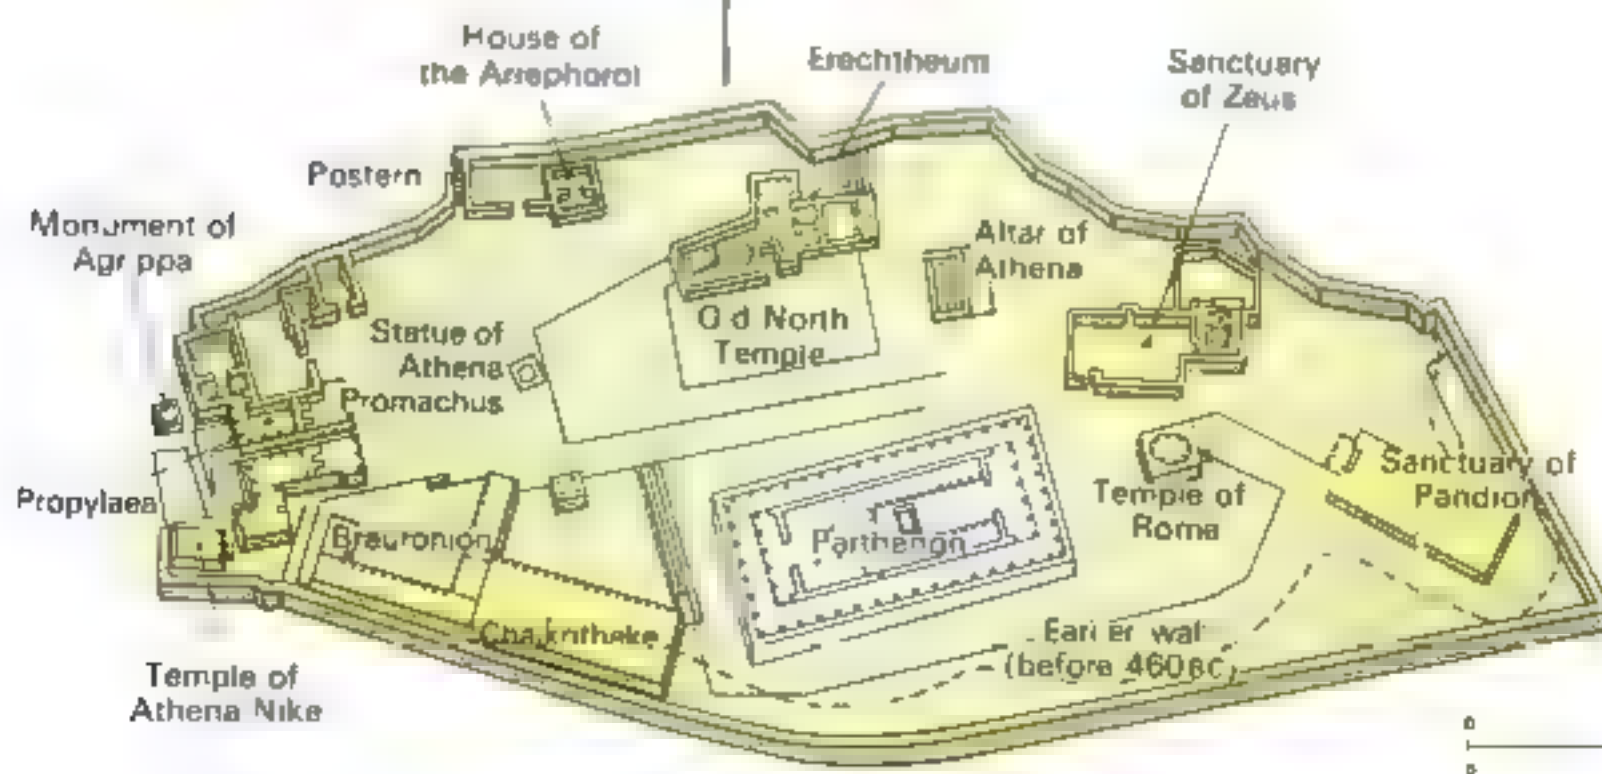 House of
the Arrephoroi
Erechtheum
Sanctuary
of Zeus
Postern
Monument of
Agrippa
Altar of
Athena
Statue of
Athena
Promachus
Old North
Temple
Propylaea
Brauronion
Parthenon
Temple of
Roma
Sanctuary of
Pandion
Chalkotheke
Earlier wall
(before 460BC)
Temple of
Athena Nike
0
0